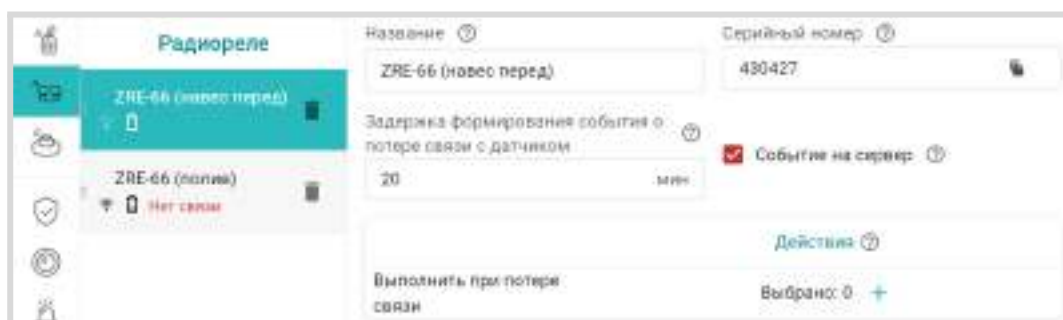 Радиореле
ZRE-66 (навес перед)
ZRE-66 (полив)
Нет связи
Название
ZRE-66 (навес перед)
Серийный номер
430427
Задержка формирования события о
потере связи с датчиком
20 мин
Событие на сервер
Действия
Выполнить при потере
связи
Выбрано: 0 +